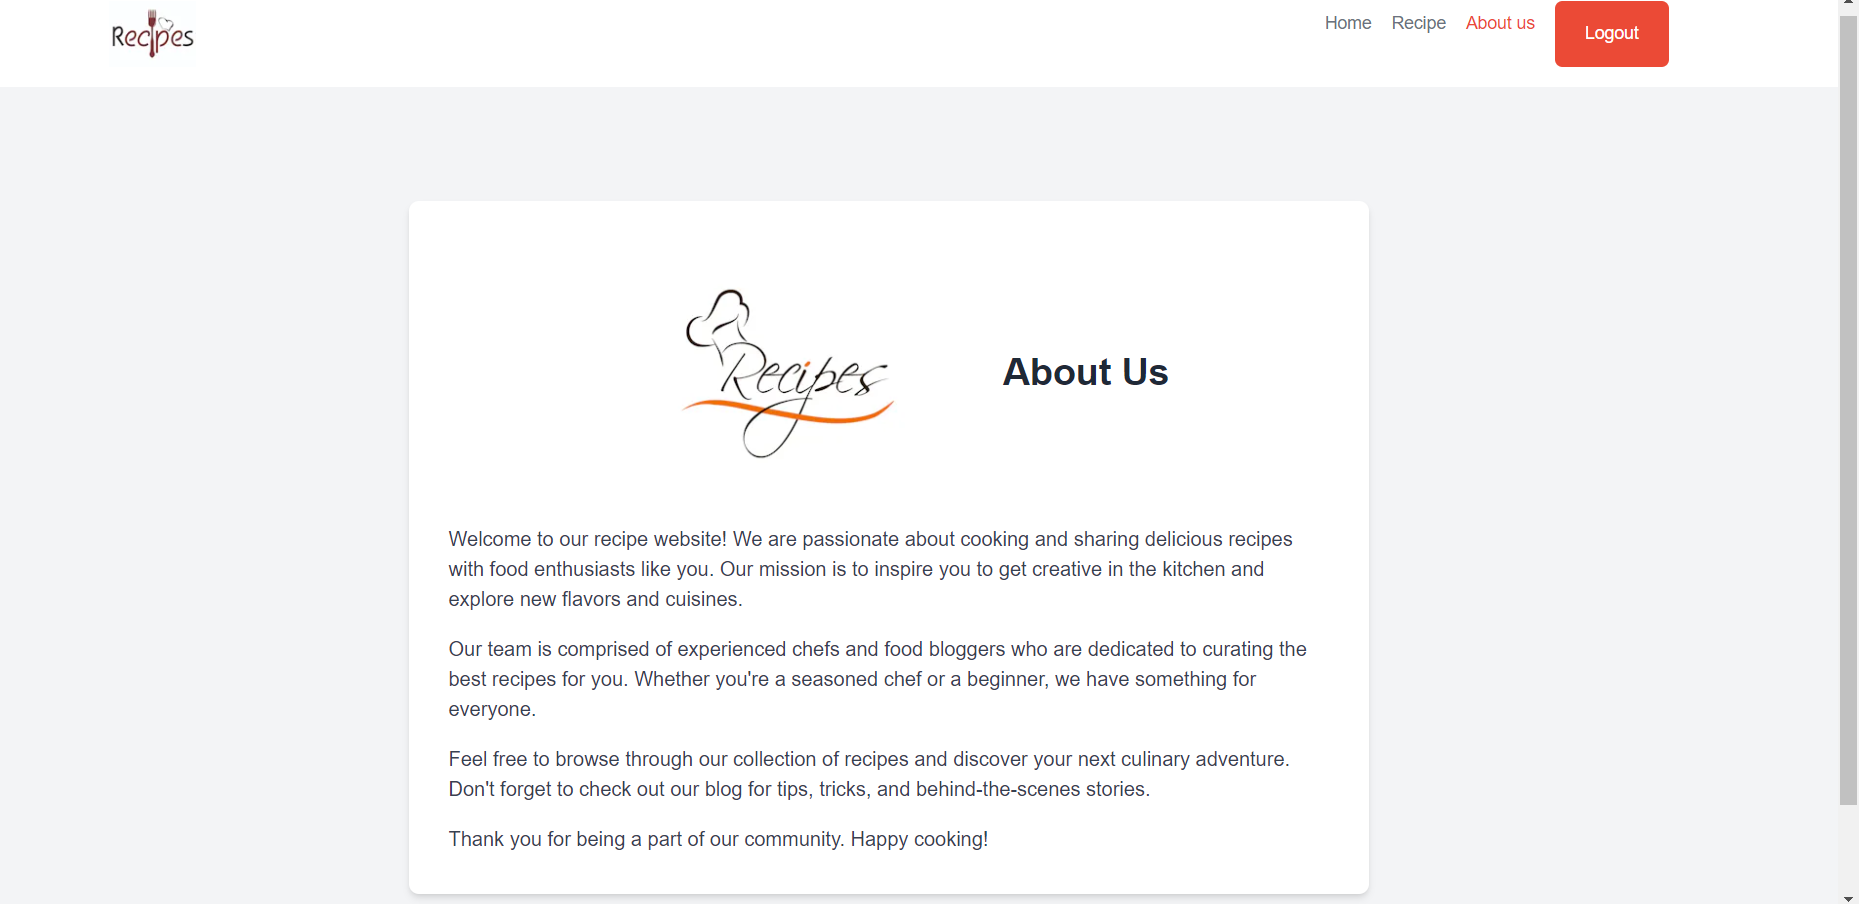 Recipes
Home
Recipe
About us
Logout
Recipes
About Us
Welcome to our recipe website! We are passionate about cooking and sharing delicious recipes
with food enthusiasts like you. Our mission is to inspire you to get creative in the kitchen and
explore new flavors and cuisines.
Our team is comprised of experienced chefs and food bloggers who are dedicated to curating the
best recipes for you. Whether you're a seasoned chef or a beginner, we have something for
everyone.
Feel free to browse through our collection of recipes and discover your next culinary adventure.
Don't forget to check out our blog for tips, tricks, and behind-the-scenes stories.
Thank you for being a part of our community. Happy cooking!